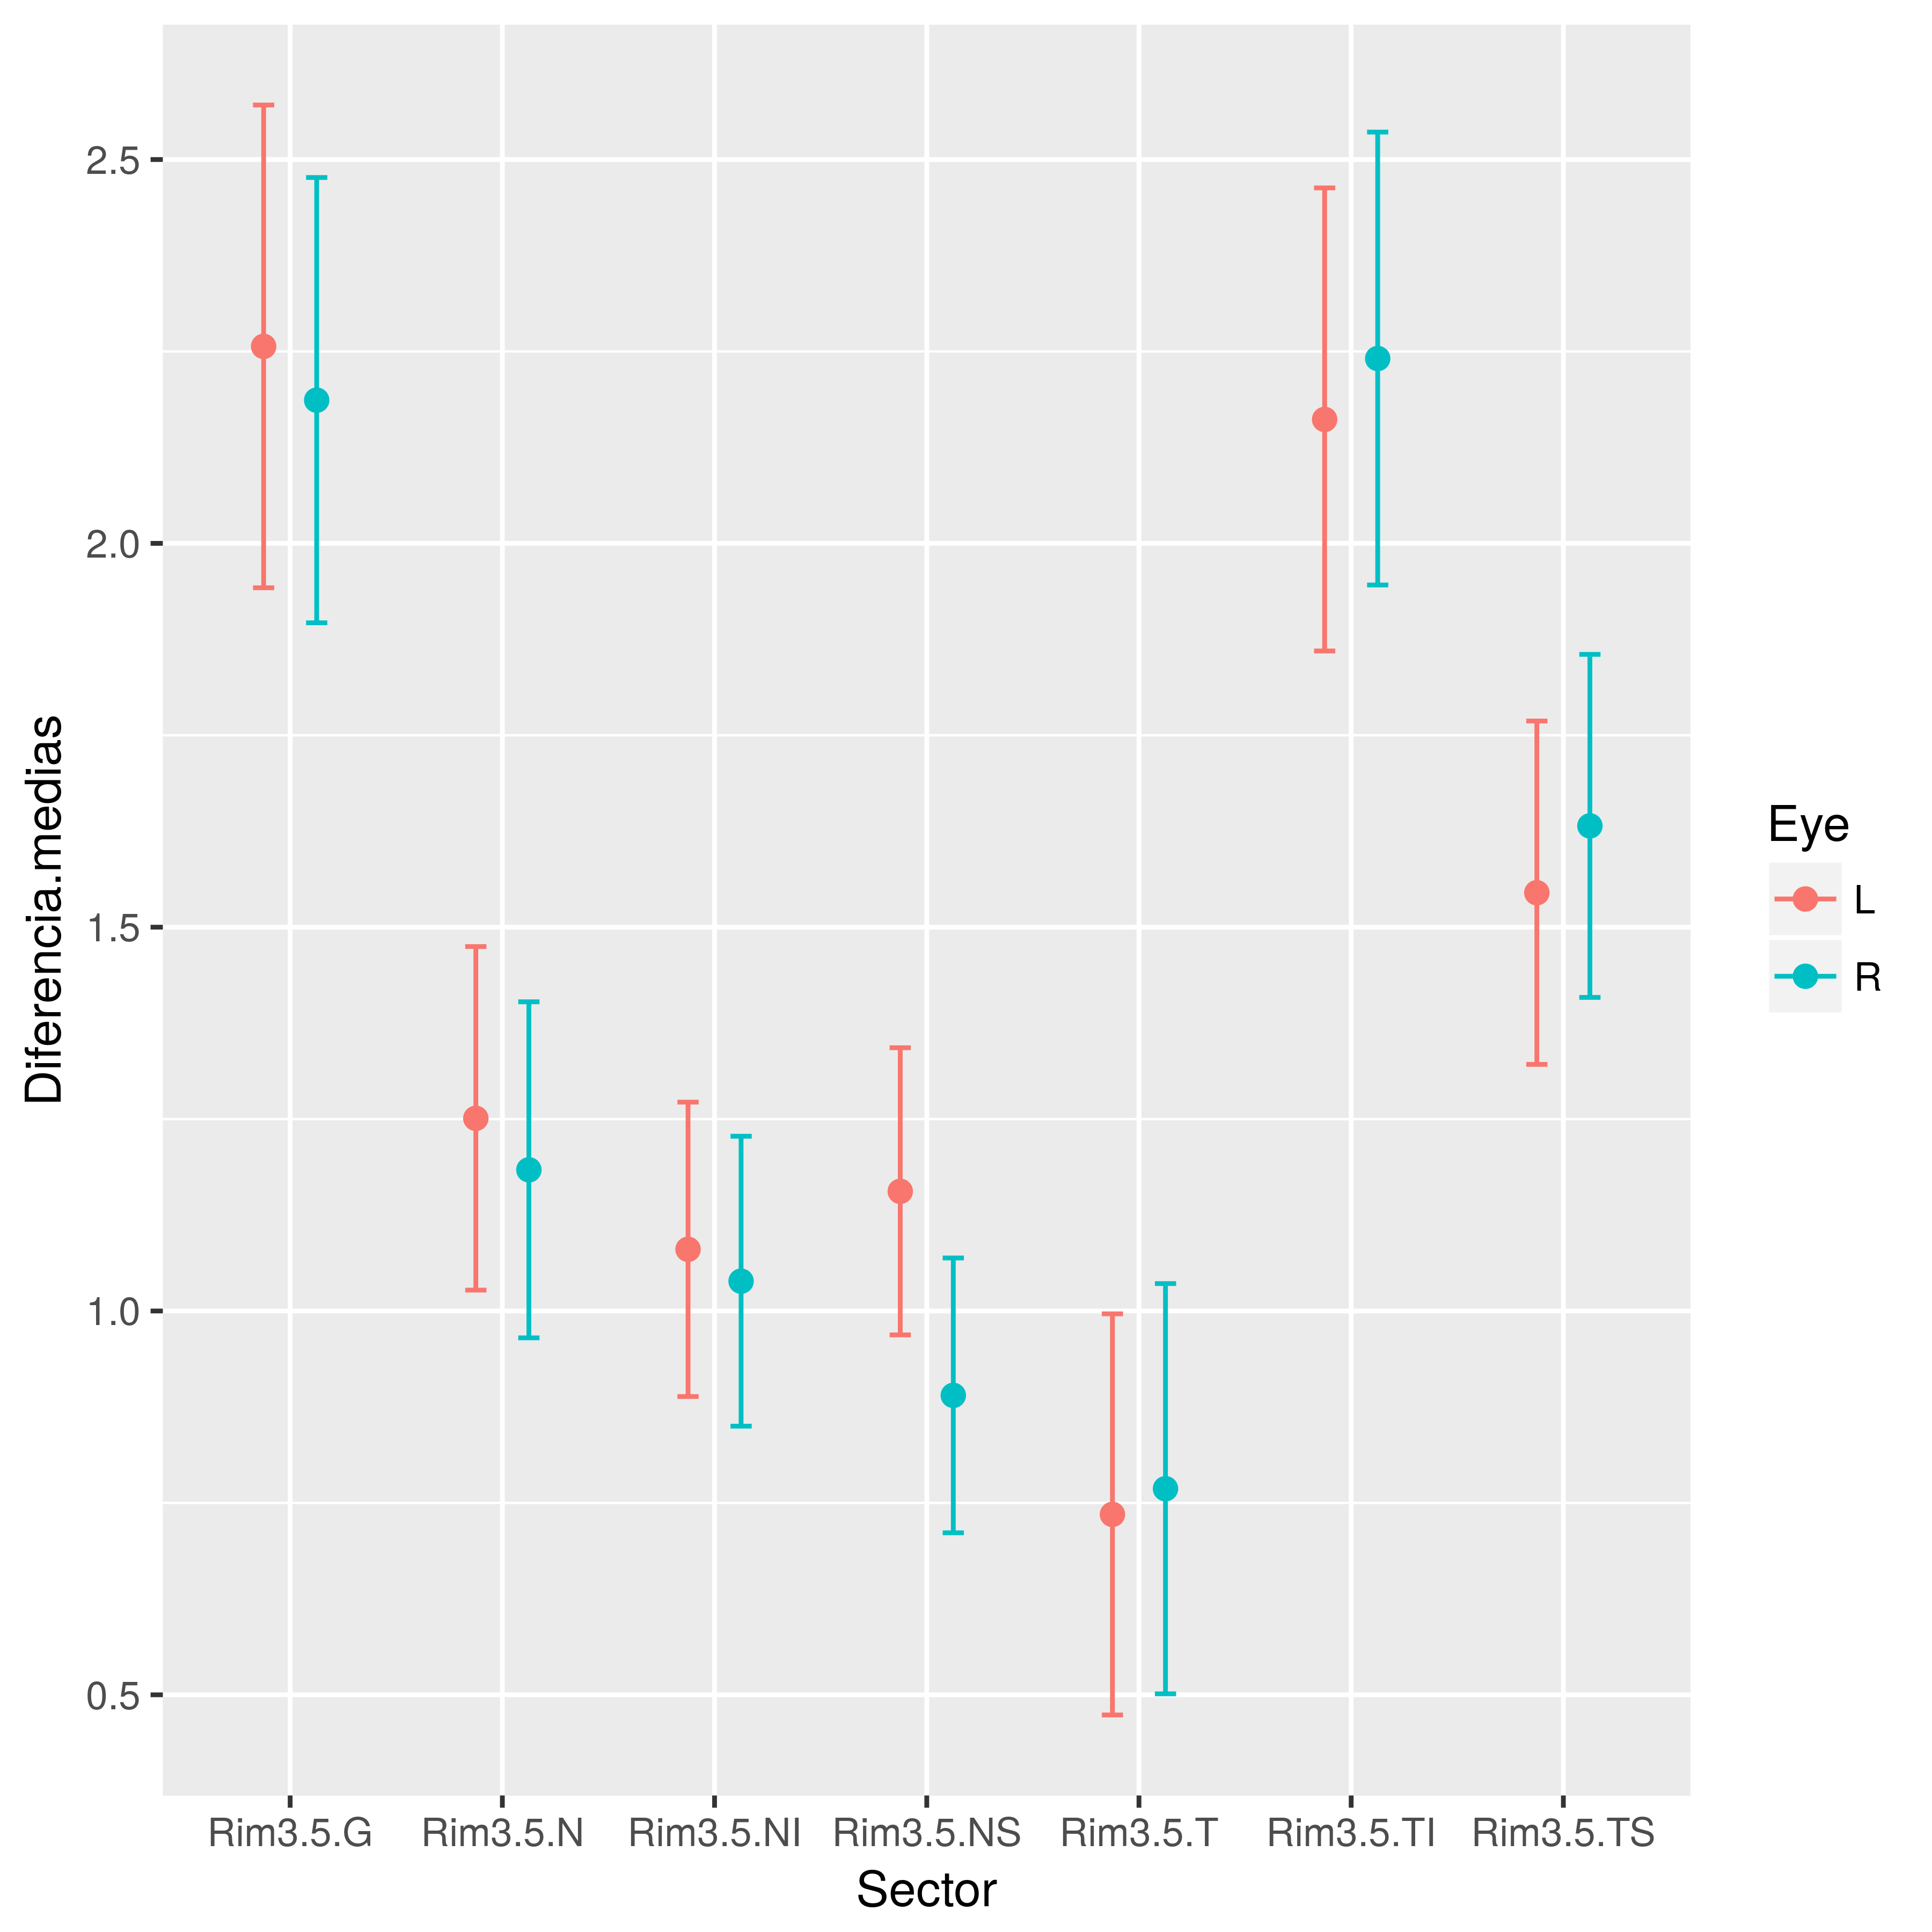 Diferencia.medias
2.5
2.0
1.5
1.0
0.5
Rim3.5.G Rim3.5.N Rim3.5.NI Rim3.5.NS Rim3.5.T Rim3.5.TI Rim3.5.TS
Sector
Eye
L
R